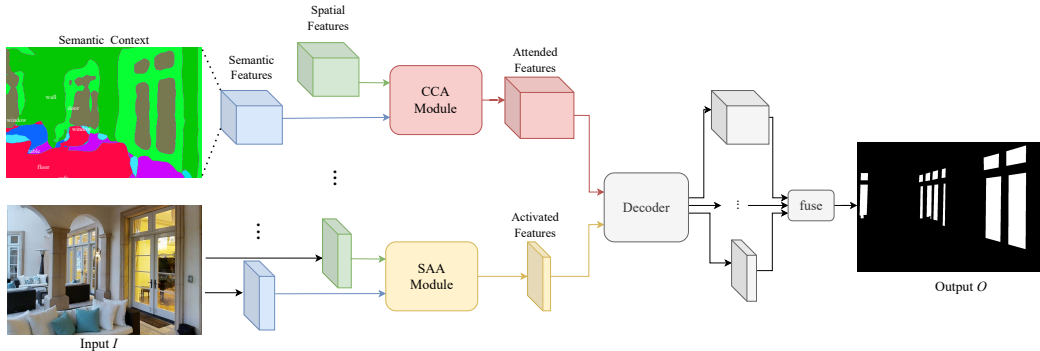 Spatial
Features
Semantic Context
Semantic
Features
Attended
Features
CCA
Module
wall
door
window
window
table
floor
Decoder
fuse
Activated
Features
SAA
Module
Output O
Input I